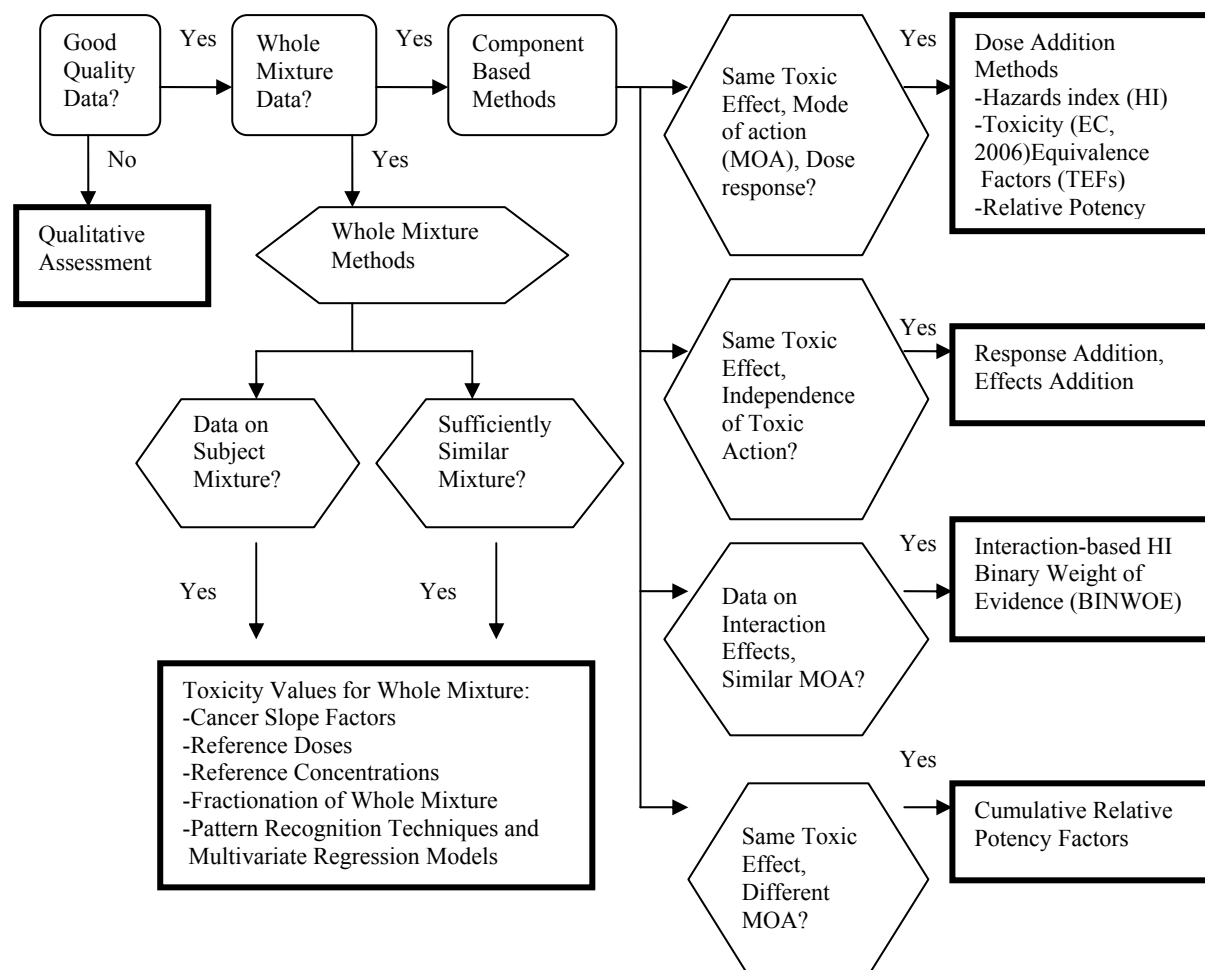 Good
Quality
Data?
Yes
Whole
Mixture
Data?
Yes
Component
Based
Methods
No
Qualitative
Assessment
Yes
Whole Mixture
Methods
Data on
Subject
Mixture?
Sufficiently
Similar
Mixture?
Yes
Yes
Toxicity Values for Whole Mixture:
-Cancer Slope Factors
-Reference Doses
-Reference Concentrations
-Fractionation of Whole Mixture
-Pattern Recognition Techniques and
Multivariate Regression Models
Same Toxic
Effect, Mode
of action
(MOA), Dose
response?
Yes
Dose Addition
Methods
-Hazards index (HI)
-Toxicity (EC,
2006)Equivalence
Factors (TEFs)
-Relative Potency
Same Toxic
Effect,
Independence
of Toxic
Action?
Yes
Response Addition,
Effects Addition
Data on
Interaction
Effects,
Similar MOA?
Yes
Interaction-based HI
Binary Weight of
Evidence (BINWOE)
Same Toxic
Effect,
Different
MOA?
Yes
Cumulative Relative
Potency Factors